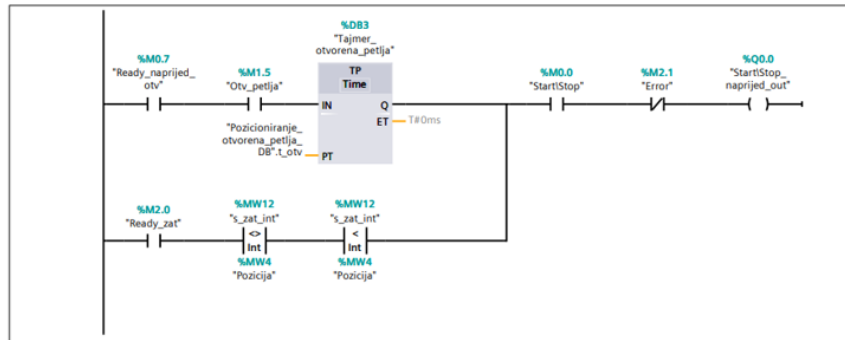 %DB3
"Tajmer_
otvorena_petlja"
%M0.7
"Ready_naprijed_
otv"
%M1.5
"Otv_petlja"
TP
Time
IN
Q
ET
T#0ms
"Pozicioniranje_
otvorena_petlja_
DB".t_otv
PT
%M0.0
"Start\Stop"
%M2.1
"Error"
%Q0.0
"Start\Stop_
naprijed_out"
%M2.0
"Ready_zat"
%MW12
"s_zat_int"
<>
Int
%MW4
"Pozicija"
%MW12
"s_zat_int"
<
Int
%MW4
"Pozicija"